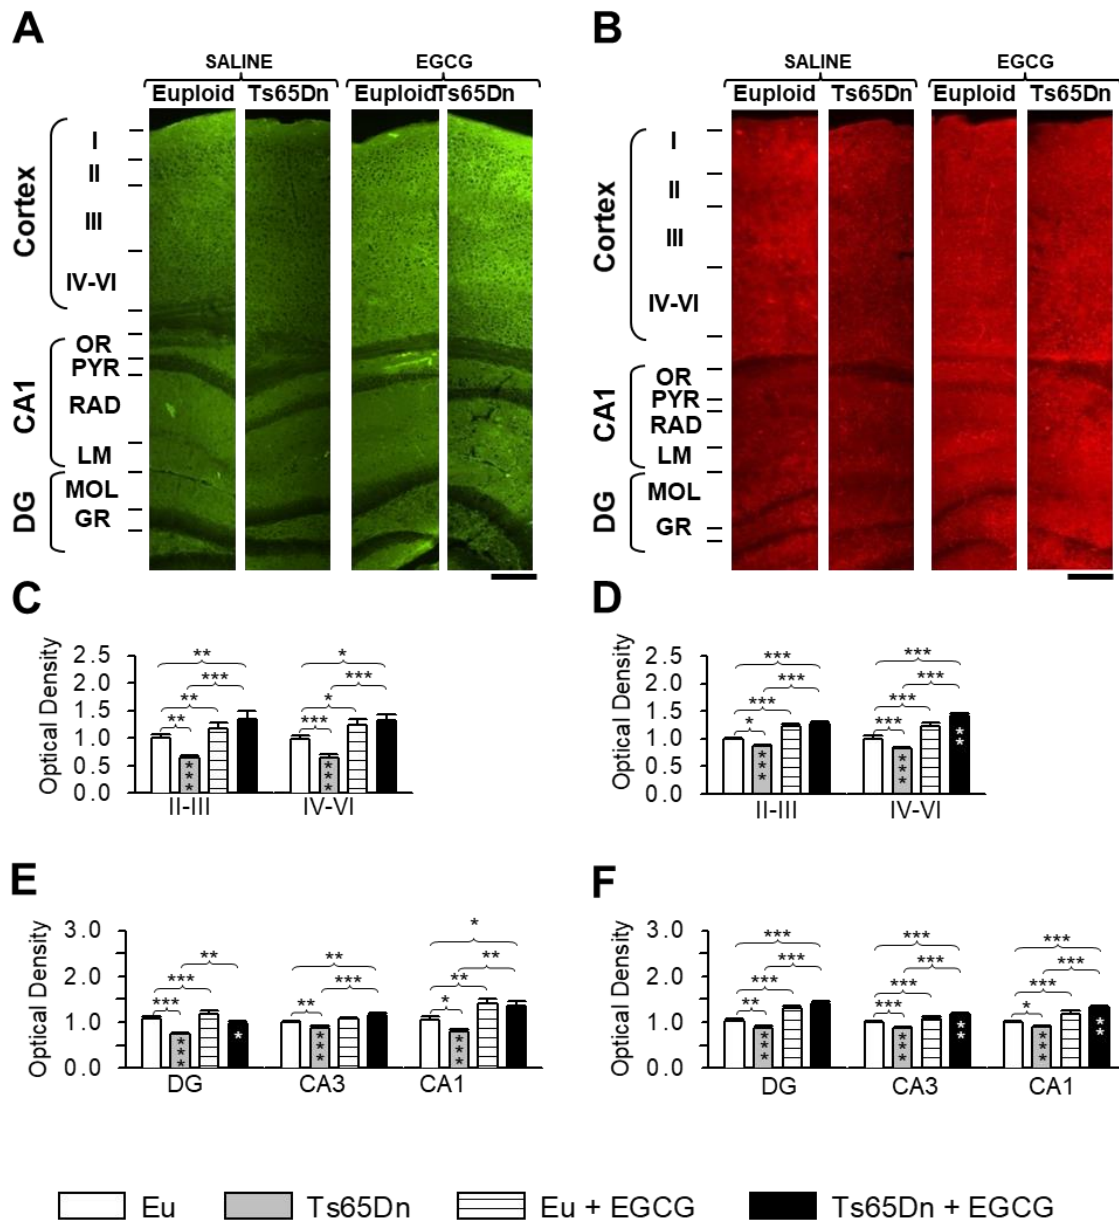 A
SALINE EGCG
Euploid Ts65Dn EuploidTs65Dn
Cortex
I
II
III
IV-VI
CA1
OR
PYR
RAD
LM
DG
MOL
GR
B
SALINE EGCG
Euploid Ts65Dn Euploid Ts65Dn
Cortex
I
II
III
IV-VI
CA1
OR
PYR
RAD
LM
DG
MOL
GR
C
Optical Density
2.5
2.0
1.5
1.0
0.5
0.0
** *
*** ***
** *
** ***
*** ***
II-III IV-VI
D
Optical Density
2.5
2.0
1.5
1.0
0.5
0.0
*** ***
*** ***
*** ***
* ***
*** *** **
II-III IV-VI
E
Optical Density
3.0
2.0
1.0
0.0
** ** *
*** *** **
*** ** **
*
*** * *** ***
DG CA3 CA1
F
Optical Density
3.0
2.0
1.0
0.0
*** *** ***
*** *** ***
*** *** ***
** *** *
*** *** ** *** **
DG CA3 CA1
Eu Ts65Dn Eu + EGCG Ts65Dn + EGCG